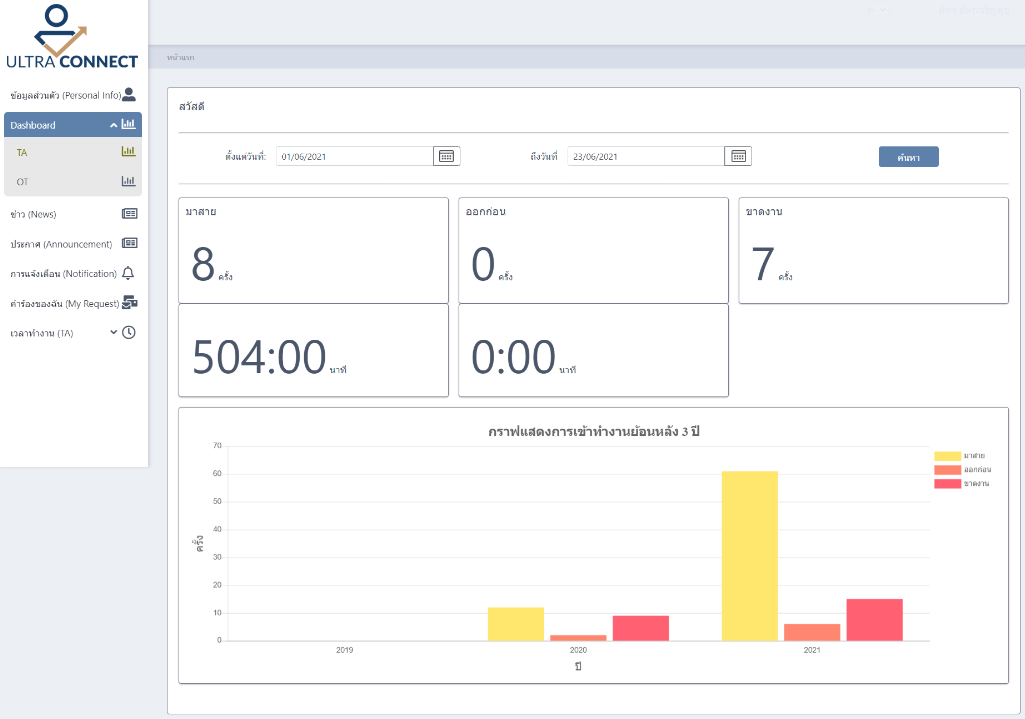 ULTRA CONNECT
หน้าแรก
ข้อมูลส่วนตัว (Personal Info)
Dashboard
TA
OT
ข่าว (News)
ประกาศ (Announcement)
การแจ้งเตือน (Notification)
คำร้องของฉัน (My Request)
เวลาทำงาน (TA)
สวัสดี
ตั้งแต่วันที่: 01/06/2021 ถึงวันที่ 23/06/2021 ค้นหา
มาสาย ออกก่อน ขาดงาน
8 ครั้ง 0 ครั้ง 7 ครั้ง
504:00 นาที 0:00 นาที
กราฟแสดงการเข้าทำงานย้อนหลัง 3 ปี
มาสาย
ออกก่อน
ขาดงาน
ครั้ง
70
60
50
40
30
20
10
0
2019 2020 2021
ปี